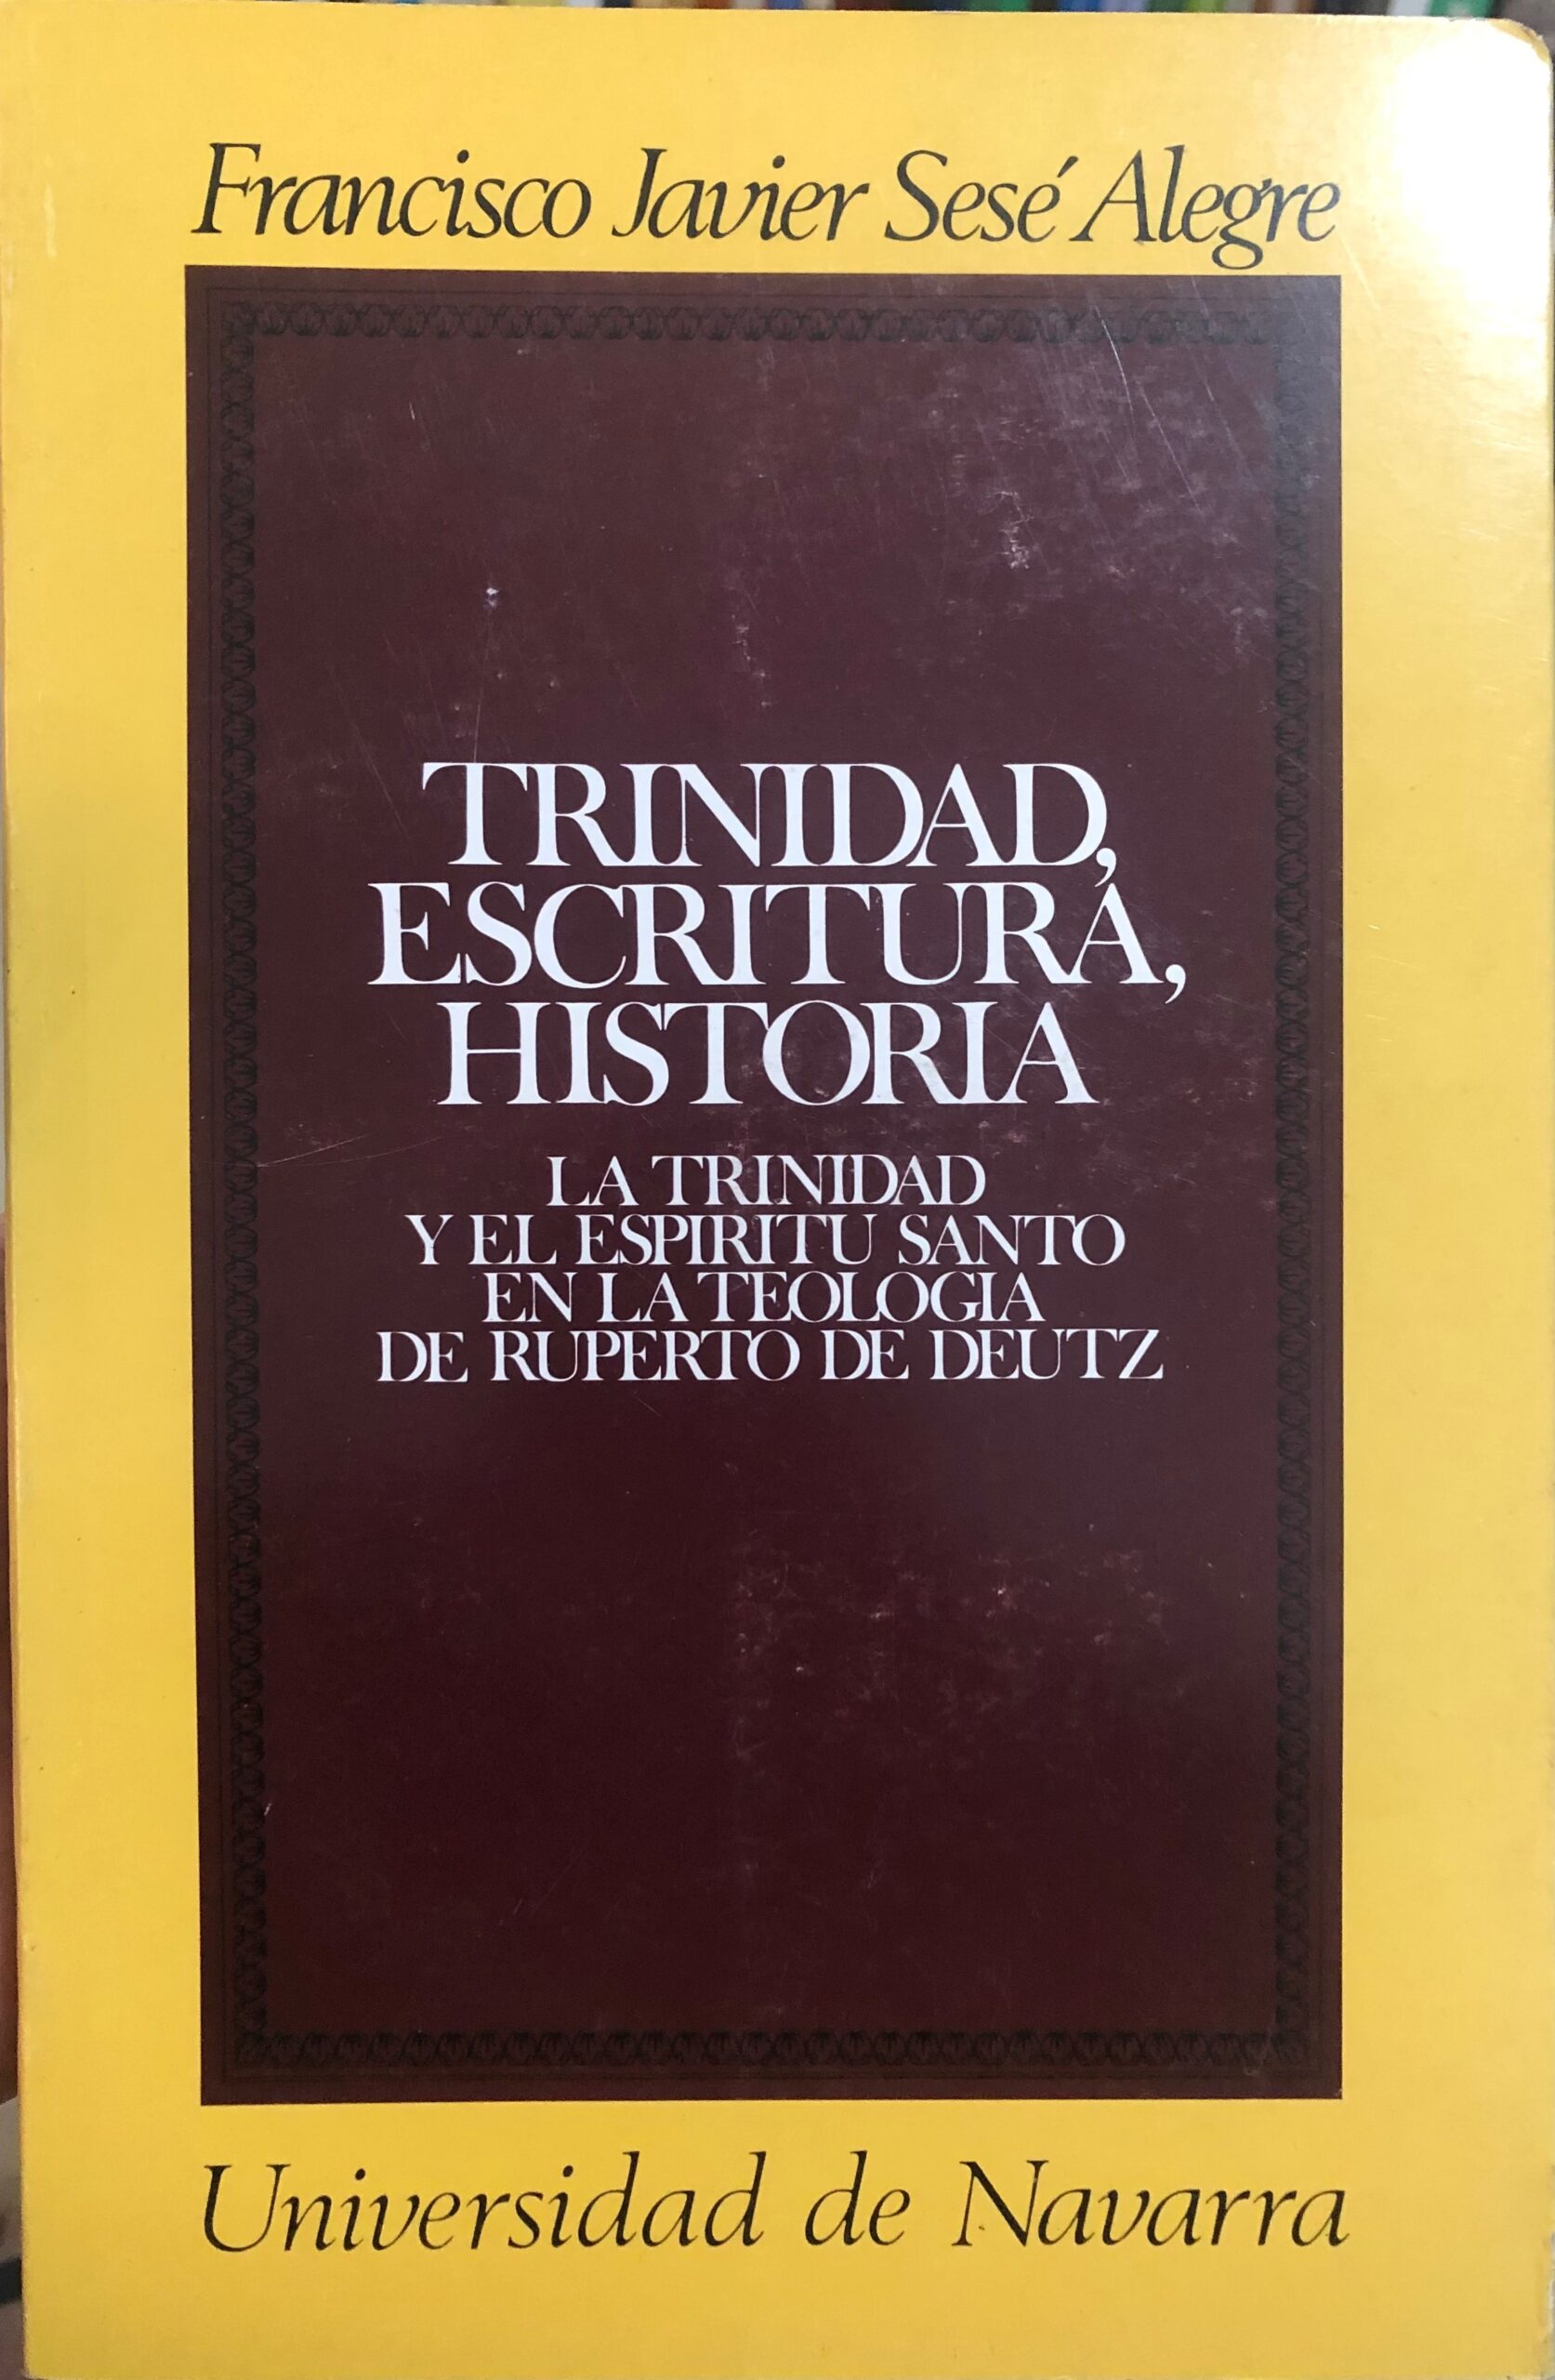 Francisco Javier Sesé Alegre
TRINIDAD,
ESCRITURA,
HISTORIA
LA TRINIDAD
Y EL ESPIRITU SANTO
EN LA TEOLOGIA
DE RUPERTO DE DEUTZ
Universidad de Navarra